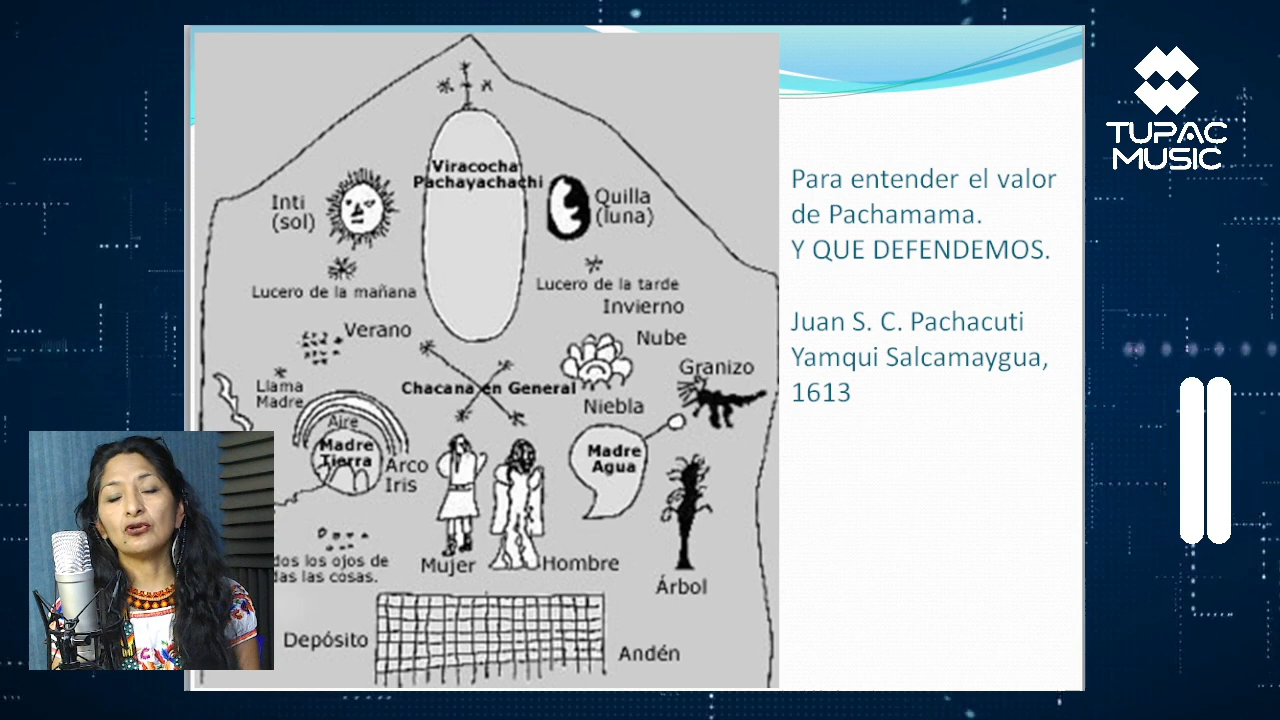 TUPAC
MUSIC
Viracocha
Pachayachachi
Inti
(sol)
Quilla
(luna)
Lucero de la mañana
Lucero de la tarde
Invierno
Verano
Nube
Granizo
Llama
Madre
Chacana en General
Niebla
Aire
Madre
Tierra
Arco
Iris
Madre
Agua
dos los ojos de
das las cosas.
Mujer
Hombre
Árbol
Depósito
Andén
Para entender el valor
de Pachamama.
Y QUE DEFENDEMOS.
Juan S. C. Pachacuti
Yamqui Salcamaygua,
1613